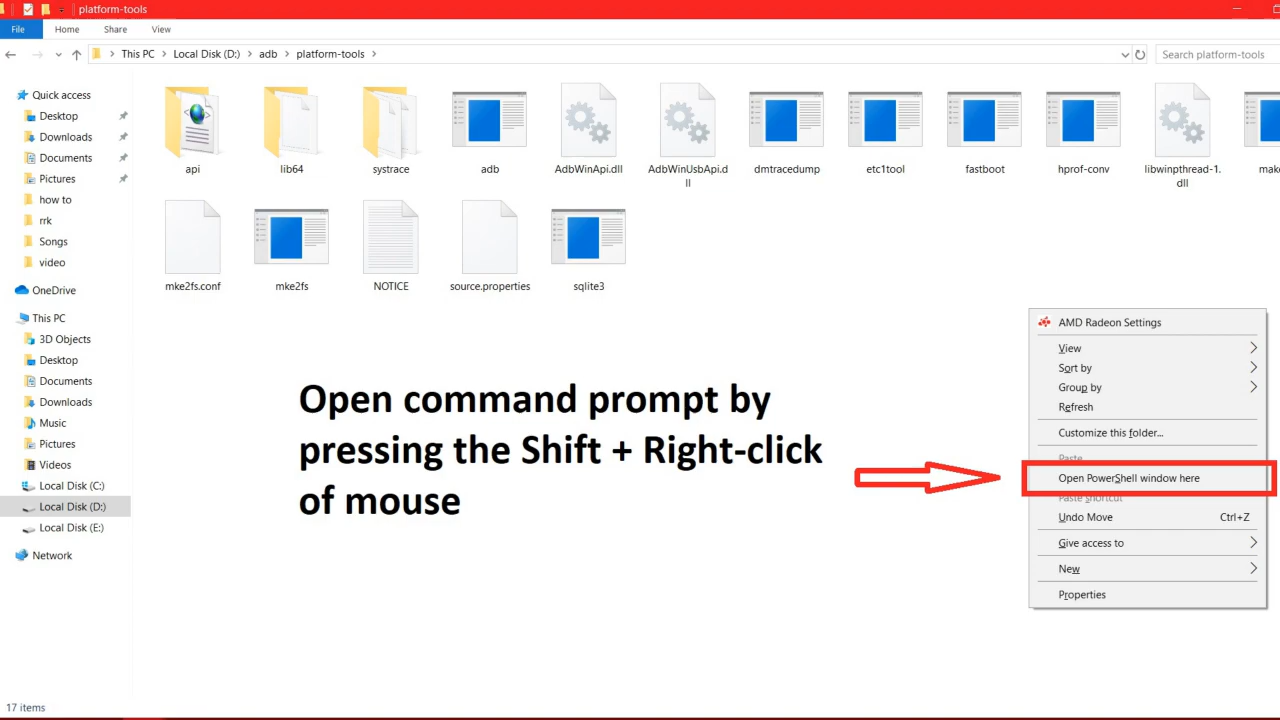 platform-tools
File Home Share View
This PC Local Disk (D:) adb platform-tools
Search platform-tools
Quick access
Desktop
Downloads
Documents
Pictures
how to
rrk
Songs
video
OneDrive
This PC
3D Objects
Desktop
Documents
Downloads
Music
Pictures
Videos
Local Disk (C:)
Local Disk (D:)
Local Disk (E:)
Network
api lib64 systrace adb AdbWinApi.dll AdbWinUsbApi.d
ll dmtracedump etc1tool fastboot hprof-conv libwinpthread-1.
dll
mke2fs.conf mke2fs NOTICE source.properties sqlite3
Open command prompt by
pressing the Shift + Right-click
of mouse
AMD Radeon Settings
View
Sort by
Group by
Refresh
Customize this folder...
Paste
Open PowerShell window here
Paste shortcut
Undo Move Ctrl+Z
Give access to
New
Properties
17 items